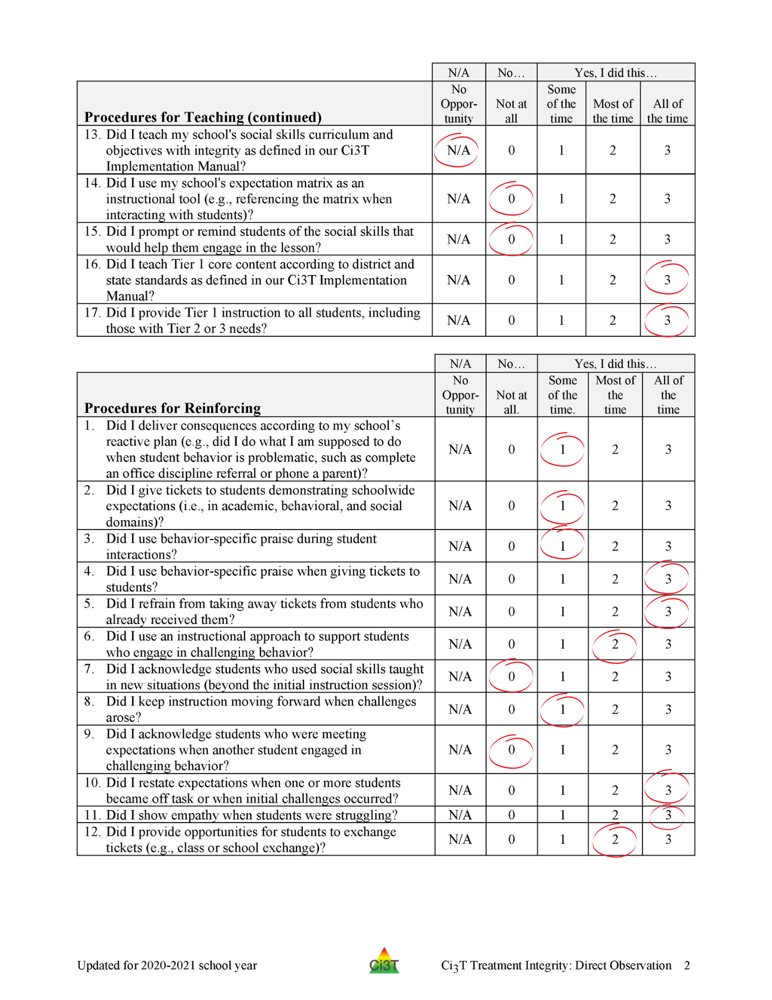 N/A No… Yes, I did this…
Procedures for Teaching (continued) No Oppor- tunity Not at all Some of the time Most of the time All of the time
13. Did I teach my school's social skills curriculum and
objectives with integrity as defined in our Ci3T N/A 0 1 2 3
Implementation Manual?
14. Did I use my school's expectation matrix as an
instructional tool (e.g., referencing the matrix when N/A 0 1 2 3
interacting with students)?
15. Did I prompt or remind students of the social skills that
would help them engage in the lesson? N/A 0 1 2 3
16. Did I teach Tier 1 core content according to district and
state standards as defined in our Ci3T Implementation N/A 0 1 2 3
Manual?
17. Did I provide Tier 1 instruction to all students, including
those with Tier 2 or 3 needs? N/A 0 1 2 3
N/A No… Yes, I did this…
Procedures for Reinforcing No Oppor- tunity Not at all. Some of the time. Most of the time All of the time
1. Did I deliver consequences according to my school’s
reactive plan (e.g., did I do what I am supposed to do
when student behavior is problematic, such as complete N/A 0 1 2 3
an office discipline referral or phone a parent)?
2. Did I give tickets to students demonstrating schoolwide
expectations (i.e., in academic, behavioral, and social N/A 0 1 2 3
domains)?
3. Did I use behavior-specific praise during student
interactions? N/A 0 1 2 3
4. Did I use behavior-specific praise when giving tickets to
students? N/A 0 1 2 3
5. Did I refrain from taking away tickets from students who
already received them? N/A 0 1 2 3
6. Did I use an instructional approach to support students
who engage in challenging behavior? N/A 0 1 2 3
7. Did I acknowledge students who used social skills taught
in new situations (beyond the initial instruction session)? N/A 0 1 2 3
8. Did I keep instruction moving forward when challenges
arose? N/A 0 1 2 3
9. Did I acknowledge students who were meeting
expectations when another student engaged in N/A 0 1 2 3
challenging behavior?
10. Did I restate expectations when one or more students
became off task or when initial challenges occurred? N/A 0 1 2 3
11. Did I show empathy when students were struggling? N/A 0 1 2 3
12. Did I provide opportunities for students to exchange
tickets (e.g., class or school exchange)? N/A 0 1 2 3
Updated for 2020-2021 school year Ci3T Ci3T Treatment Integrity: Direct Observation 2